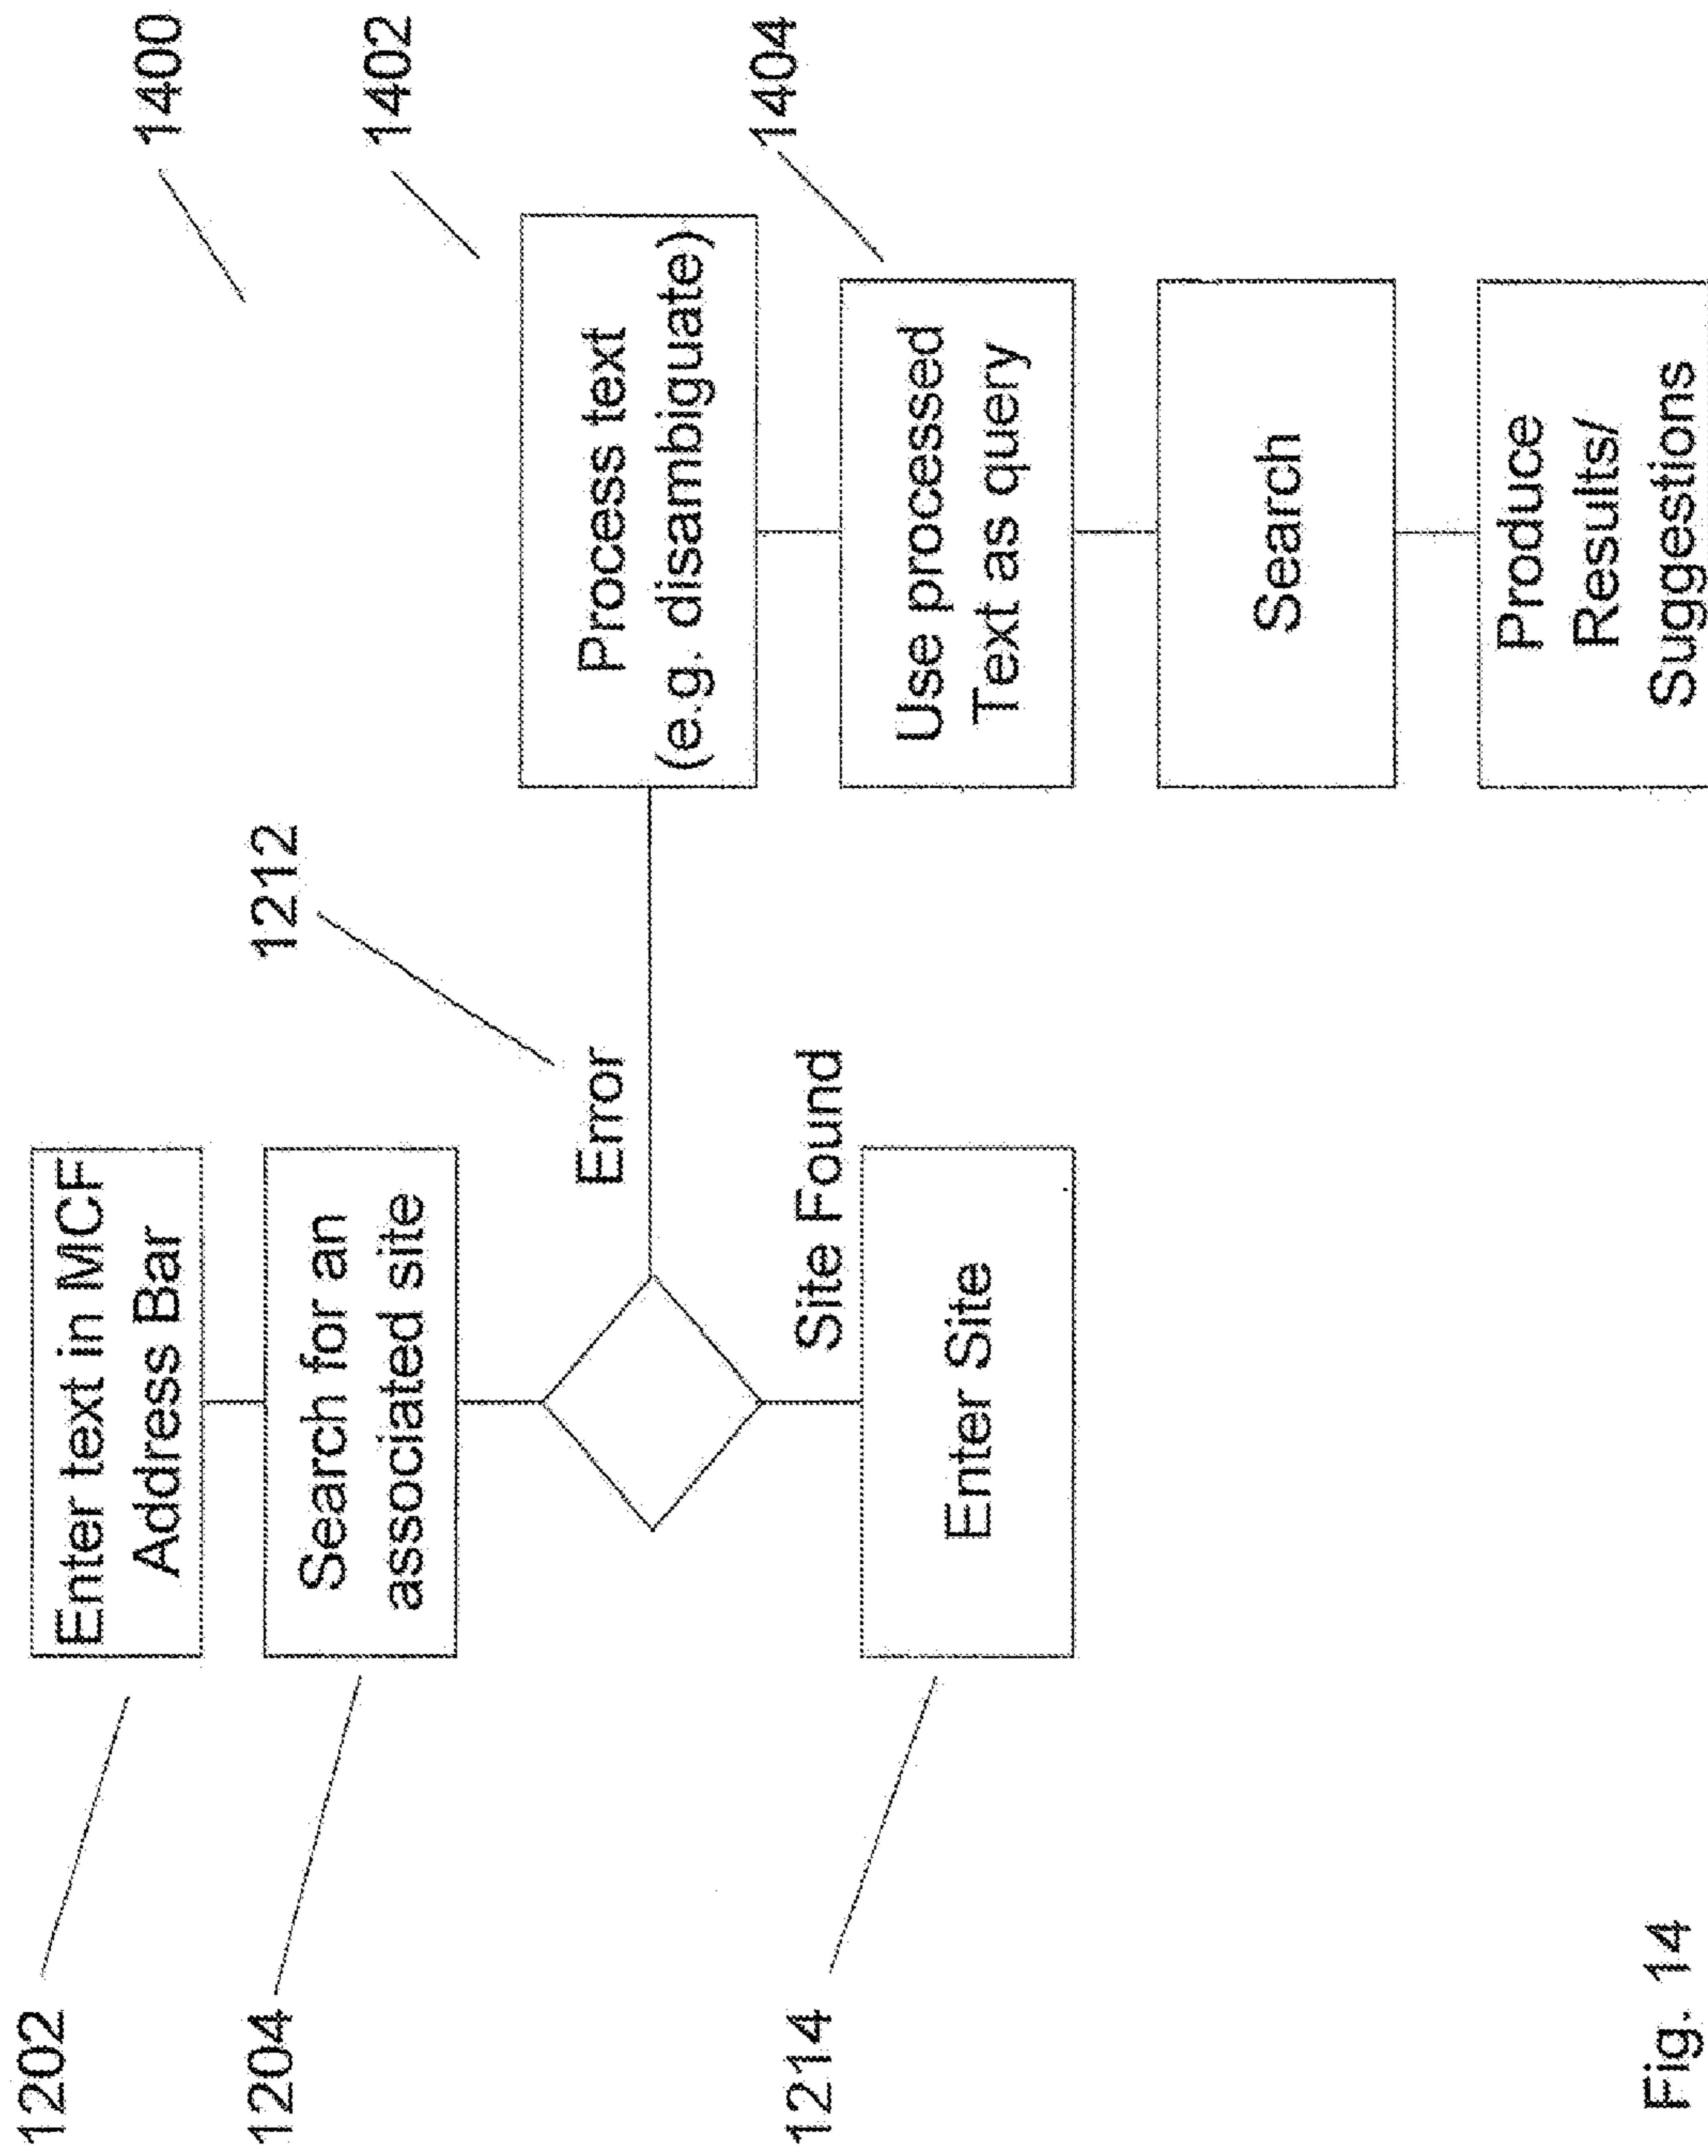 1400
1202
Enter text in MCF
Address Bar
1204
Search for an
associated site
1212
Error
1402
Process text
(e.g. disambiguate)
Site Found
1214
Enter Site
1404
Use processed
Text as query
Search
Produce
Results/
Suggestions
Fig. 14